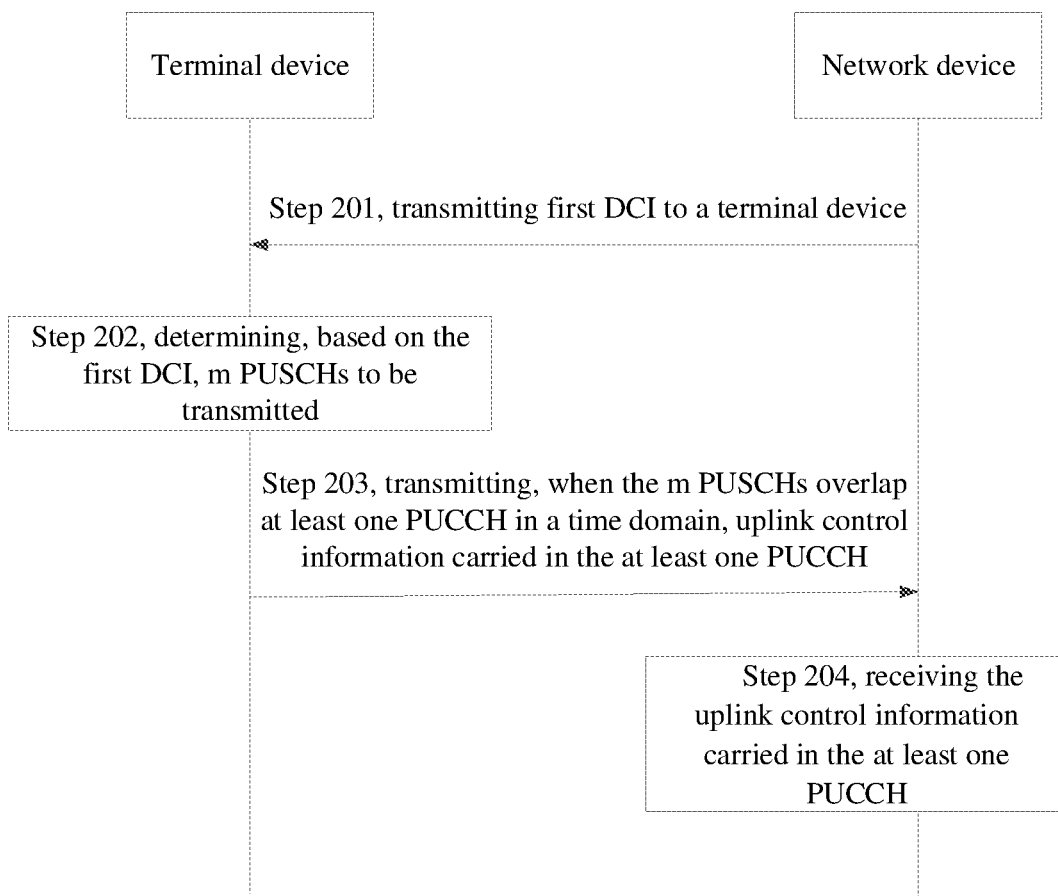 Terminal device
Network device
Step 201, transmitting first DCI to a terminal device
Step 202, determining, based on the
first DCI, m PUSCHs to be
transmitted
Step 203, transmitting, when the m PUSCHs overlap
at least one PUCCH in a time domain, uplink control
information carried in the at least one PUCCH
Step 204, receiving the
uplink control information
carried in the at least one
PUCCH